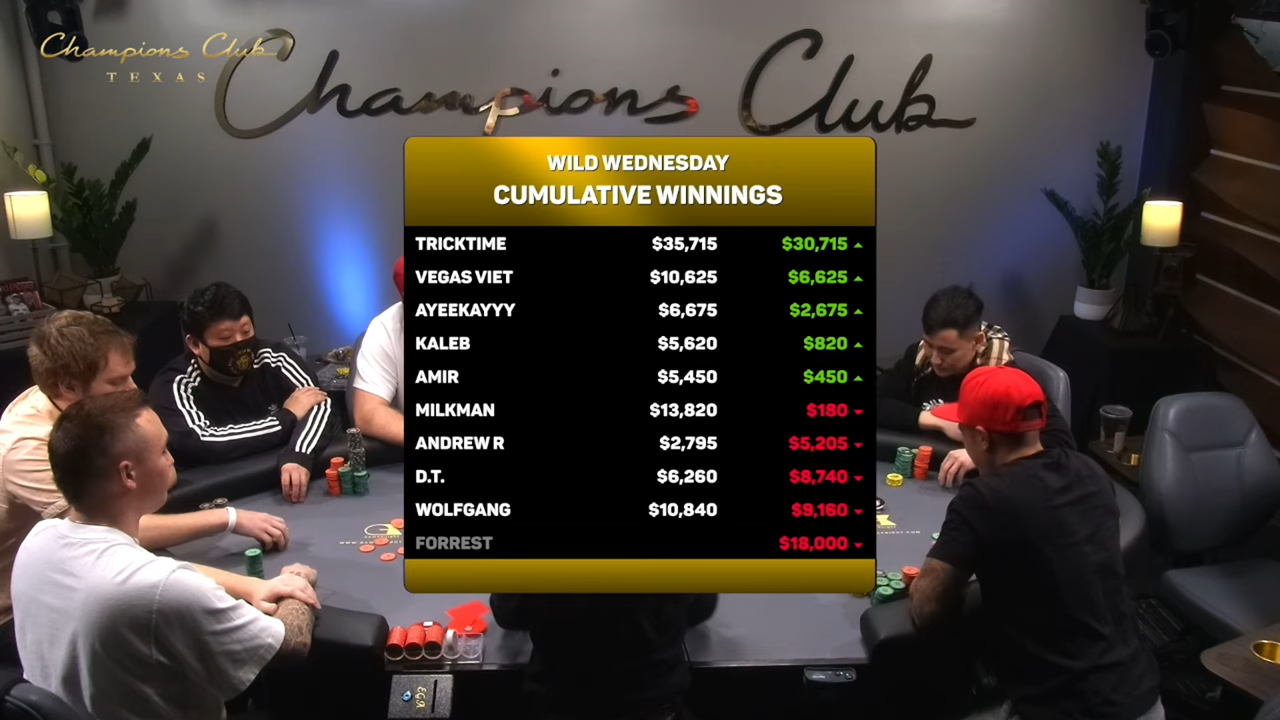 Champions Club
TEXAS
Champions Club
WILD WEDNESDAY
CUMULATIVE WINNINGS
TRICKTIME $35,715 $30,715
VEGAS VIET $10,625 $6,625
AYEEKAYYY $6,675 $2,675
KALEB $5,620 $820
AMIR $5,450 $450
MILKMAN $13,820 $180
ANDREW R $2,795 $5,205
D.T. $6,260 $8,740
WOLFGANG $10,840 $9,160
FORREST $18,000